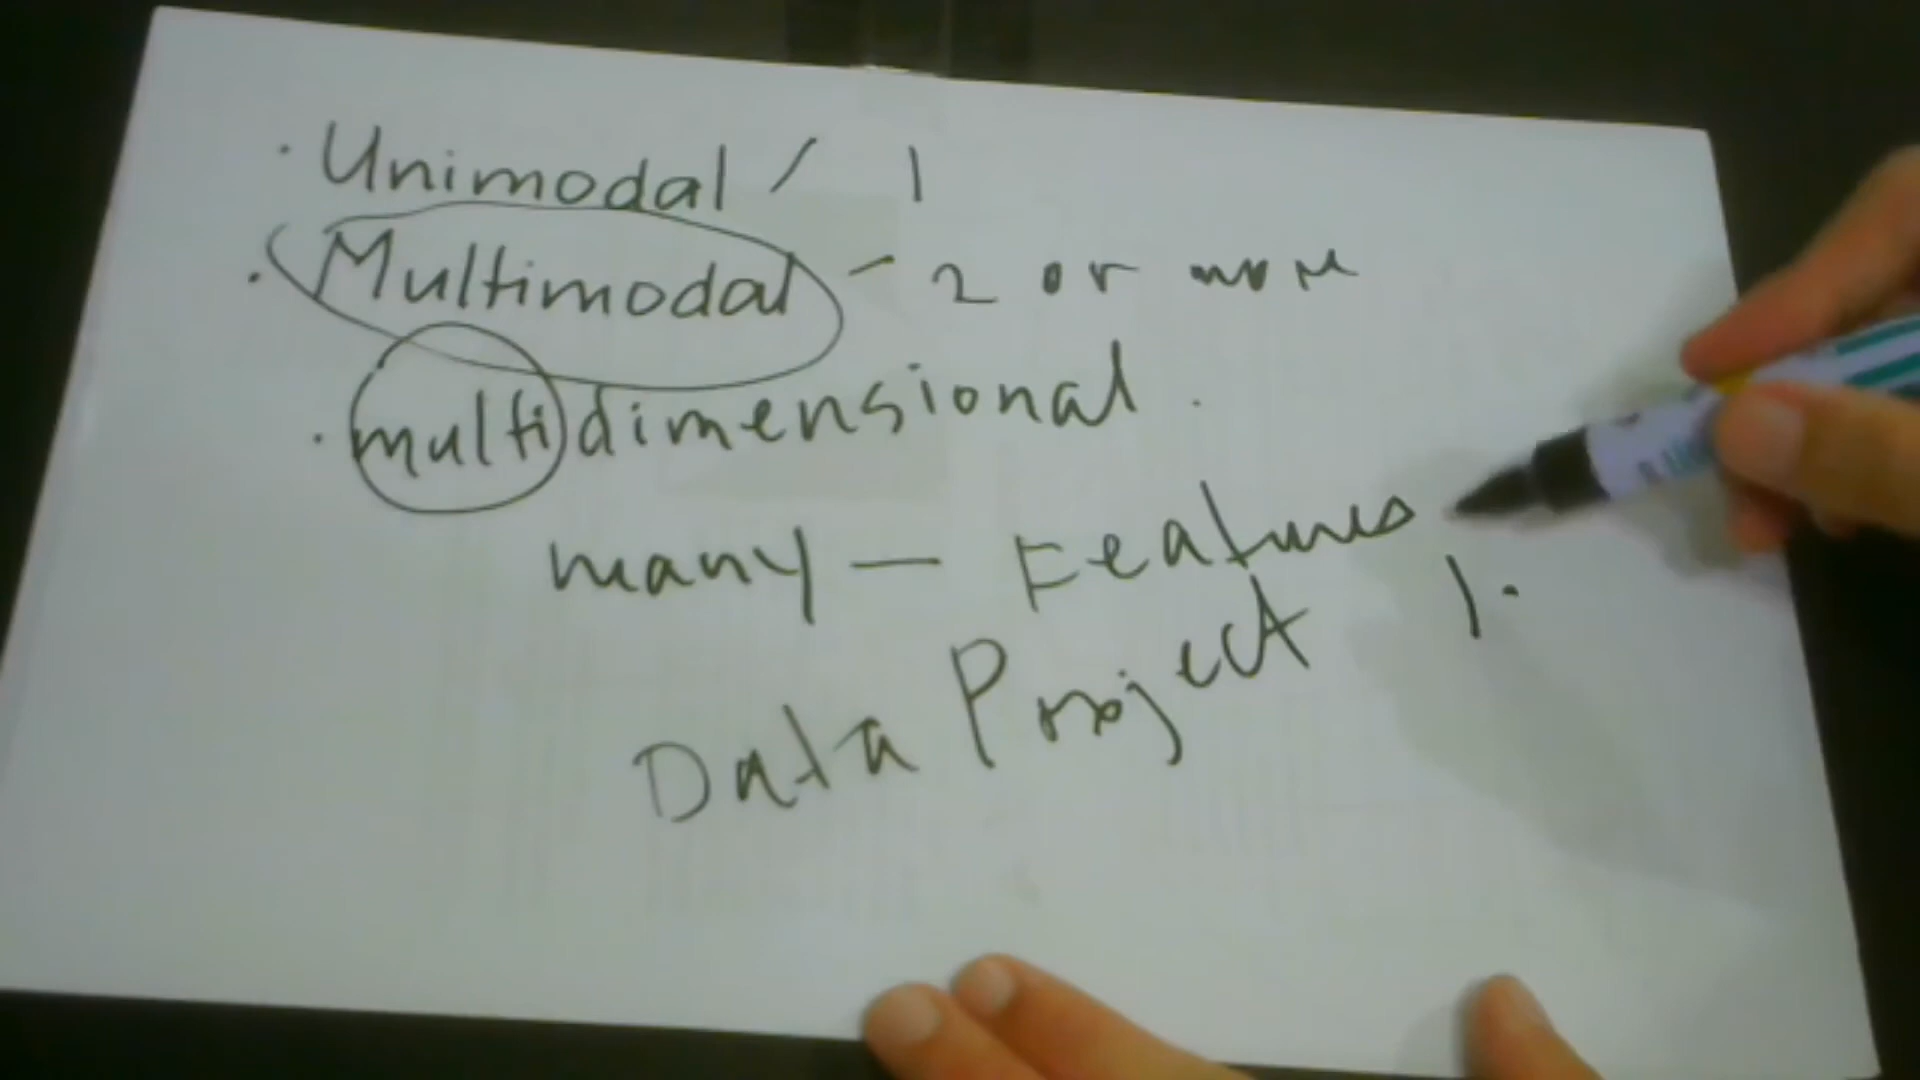 · Unimodal / 1
· Multimodal - 2 or more
· multidimensional.
many - Features
Data Project 1.